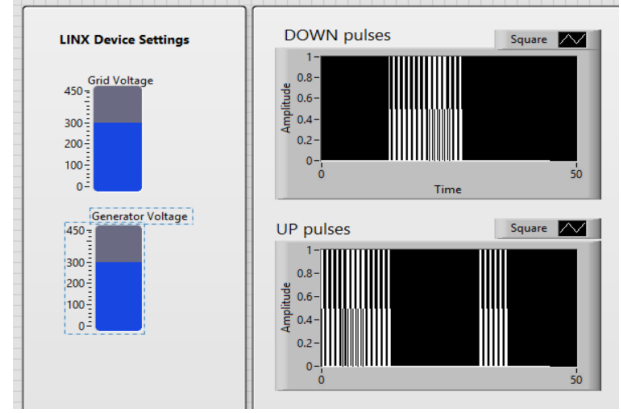 LINX Device Settings
Grid Voltage
450
300
200
100
0
Generator Voltage
450
300
200
100
0
DOWN pulses
Square
Amplitude
1
0.8
0.6
0.4
0.2
0
0
50
Time
UP pulses
Square
Amplitude
1
0.8
0.6
0.4
0.2
0
0
50